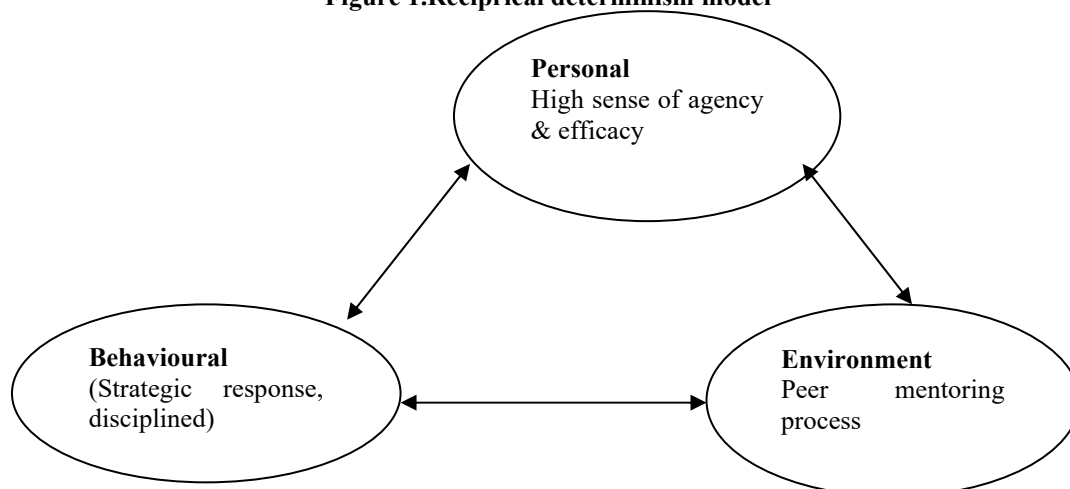 Figure 1.Reciprical determinism model
Personal
High sense of agency
& efficacy
Behavioural
(Strategic response,
disciplined)
Environment
Peer mentoring
process